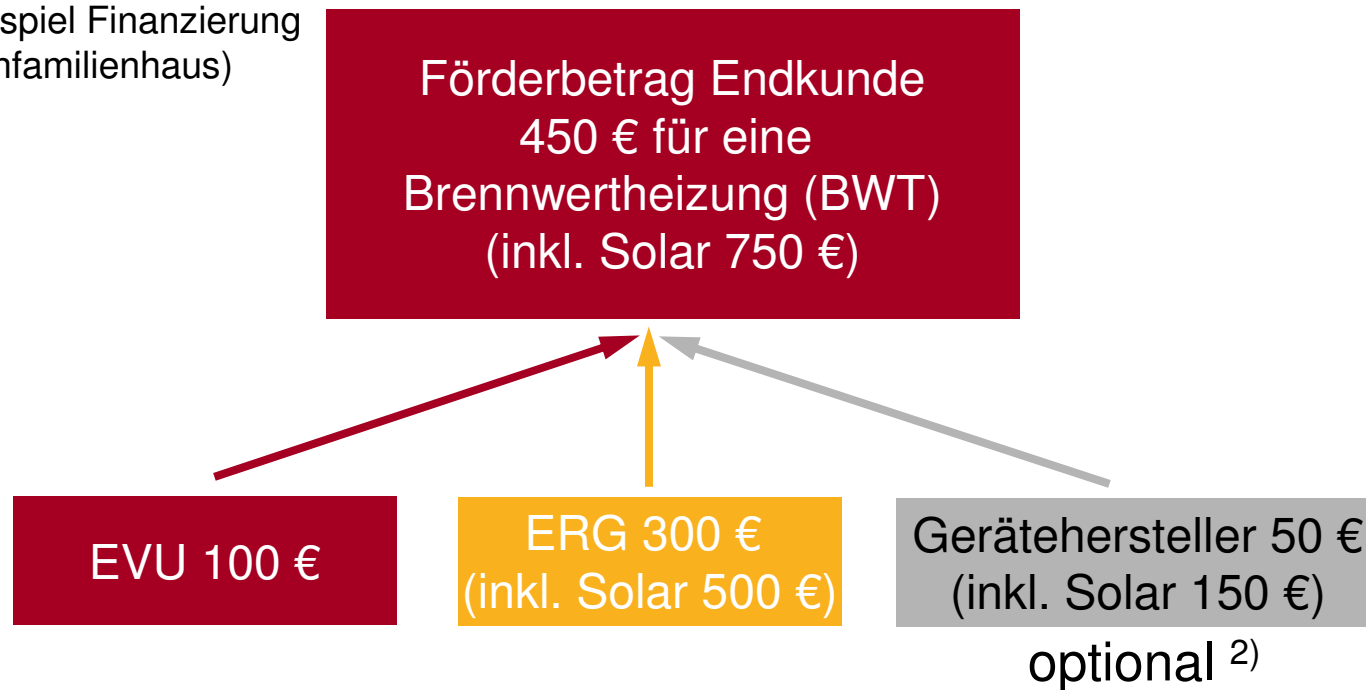 spiel Finanzierung
nfamilienhaus)
Förderbetrag Endkunde
450 € für eine
Brennwertheizung (BWT)
(inkl. Solar 750 €)
EVU 100 €
ERG 300 €
(inkl. Solar 500 €)
Gerätehersteller 50 €
(inkl. Solar 150 €)
optional 2)